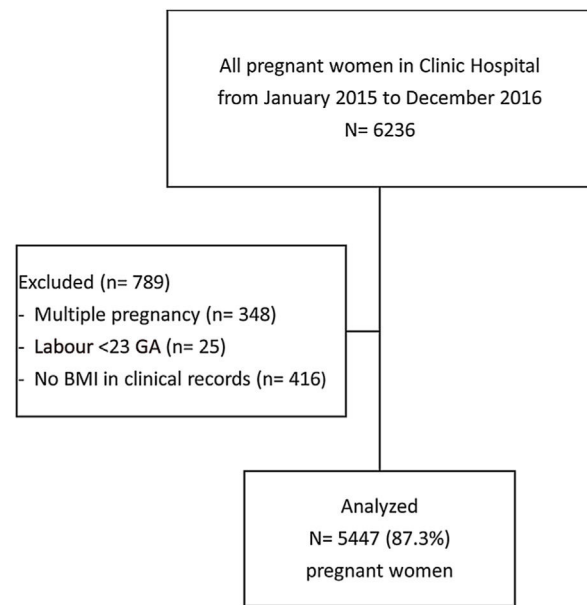 All pregnant women in Clinic Hospital
from January 2015 to December 2016
N= 6236
Excluded (n= 789)
- Multiple pregnancy (n= 348)
- Labour <23 GA (n= 25)
- No BMI in clinical records (n= 416)
Analyzed
N= 5447 (87.3%)
pregnant women